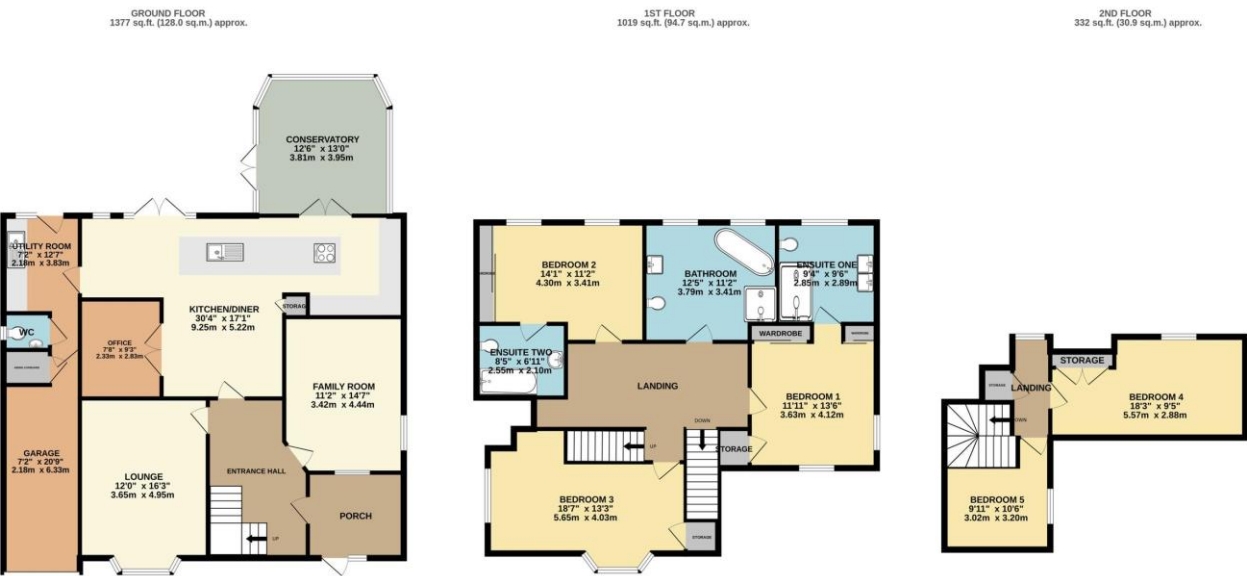 GROUND FLOOR
1377 sq.ft. (128.0 sq.m.) approx.
CONSERVATORY
12'6" x 13'0"
3.81m x 3.95m
UTILITY ROOM
7'2" x 12'7"
2.18m x 3.83m
KITCHEN/DINER
30'4" x 17'1"
9.25m x 5.22m
STORAG
WC
OFFICE
7'8" x 9'3"
2.33m x 2.83m
FAMILY ROOM
11'2" x 14'7"
3.42m x 4.44m
GARAGE
7'2" x 20'9"
2.18m x 6.33m
LOUNGE
12'0" x 16'3"
3.65m x 4.95m
ENTRANCE HALL
PORCH
UP
1ST FLOOR
1019 sq.ft. (94.7 sq.m.) approx.
BEDROOM 2
14'1" x 11'2"
4.30m x 3.41m
BATHROOM
12'5" x 11'2"
3.79m x 3.41m
ENSUITE ONE
9'4" x 9'6"
2.85m x 2.89m
WARDROBE
ENSUITE TWO
8'5" x 6'11"
2.55m x 2.10m
LANDING
BEDROOM 1
11'11" x 13'6"
3.63m x 4.12m
DOWN
UP
STORAGE
BEDROOM 3
18'7" x 13'3"
5.65m x 4.03m
STORAGE
2ND FLOOR
332 sq.ft. (30.9 sq.m.) approx.
STORAGE
STORAGE
LANDING
BEDROOM 4
18'3" x 9'5"
5.57m x 2.88m
OWN
BEDROOM 5
9'11" x 10'6"
3.02m x 3.20m